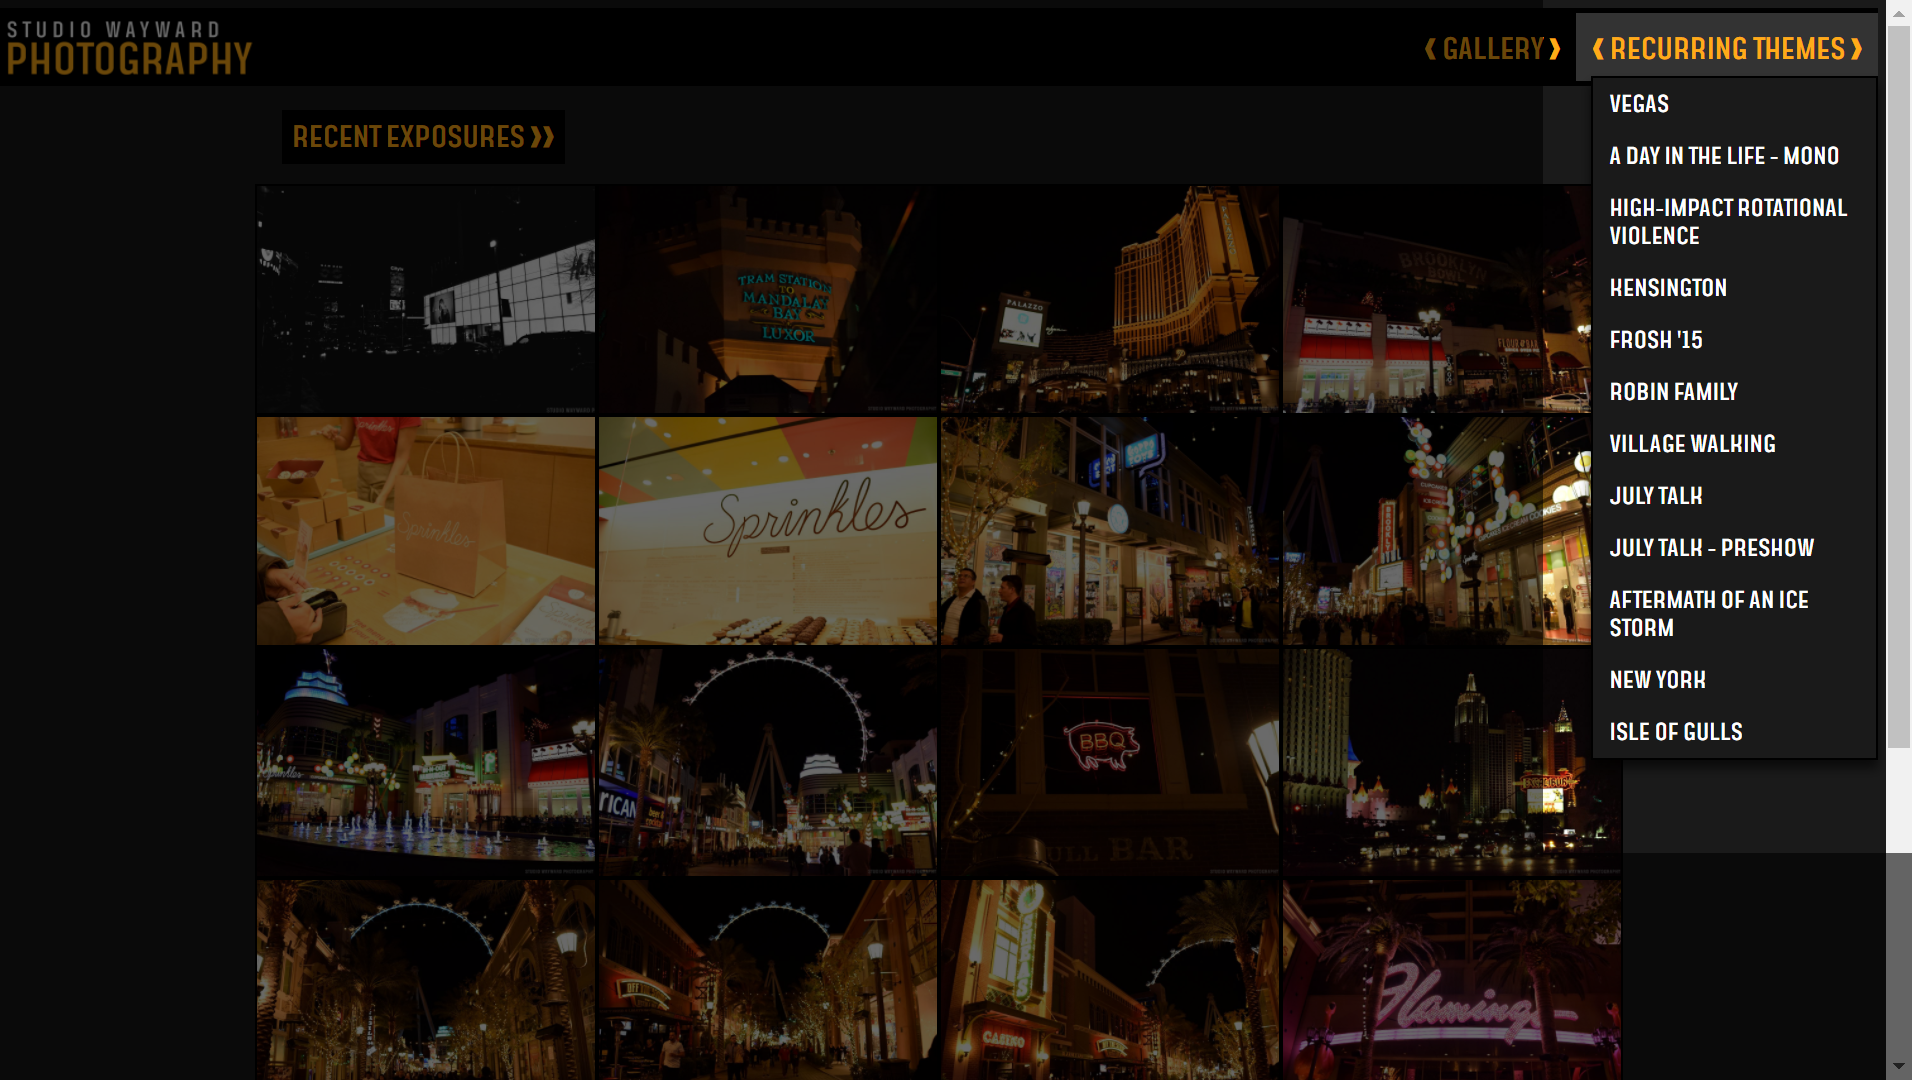 STUDIO WAYWARD
PHOTOGRAPHY
GALLERY
RECURRING THEMES
RECENT EXPOSURES
VEGAS
A DAY IN THE LIFE - MONO
HIGH-IMPACT ROTATIONAL
VIOLENCE
KENSINGTON
FROSH '15
ROBIN FAMILY
VILLAGE WALKING
JULY TALK
JULY TALK - PRESHOW
AFTERMATH OF AN ICE
STORM
NEW YORK
ISLE OF GULLS
TRAM STATION
TO
MANDALAY
BAY
LUXOR
PALAZZO
BROOKLYN
BOWL
Sprinkles
Sprinkles
BBQ
BAR
EXCALIBUR
CASINO
Flamingo